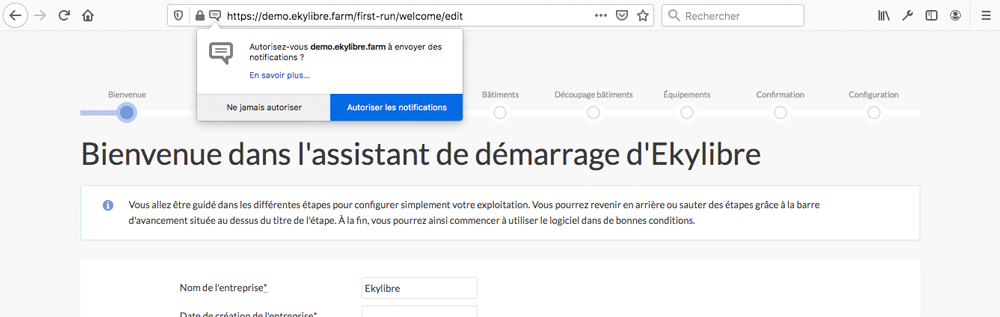 https://demo.ekylibre.farm/first-run/welcome/edit
Rechercher
Autorisez-vous demo.ekylibre.farm à envoyer des
notifications ?
En savoir plus...
Ne jamais autoriser
Autoriser les notifications
Bienvenue
Bâtiments
Découpage bâtiments
Équipements
Confirmation
Configuration
Bienvenue dans l'assistant de démarrage d'Ekylibre
Vous allez être guidé dans les différentes étapes pour configurer simplement votre exploitation. Vous pourrez revenir en arrière ou sauter des étapes grâce à la barre
d'avancement située au dessus du titre de l'étape. À la fin, vous pourrez ainsi commencer à utiliser le logiciel dans de bonnes conditions.
Nom de l'entreprise*
Ekylibre
Date de création de l'entreprise*